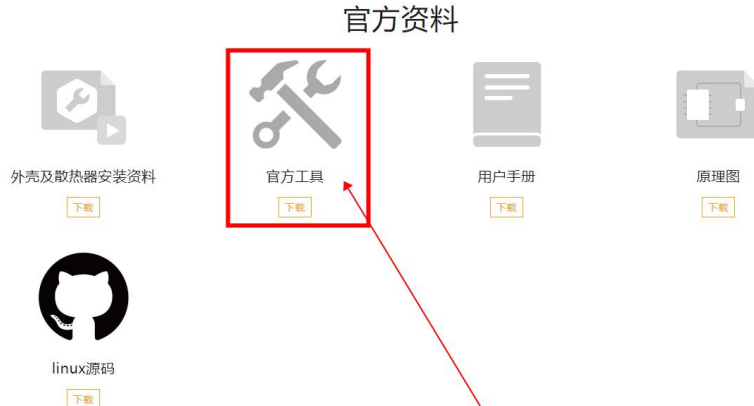 官方资料
外壳及散热器安装资料
官方工具
用户手册
原理图
下载
下载
下载
下载
linux源码
下载